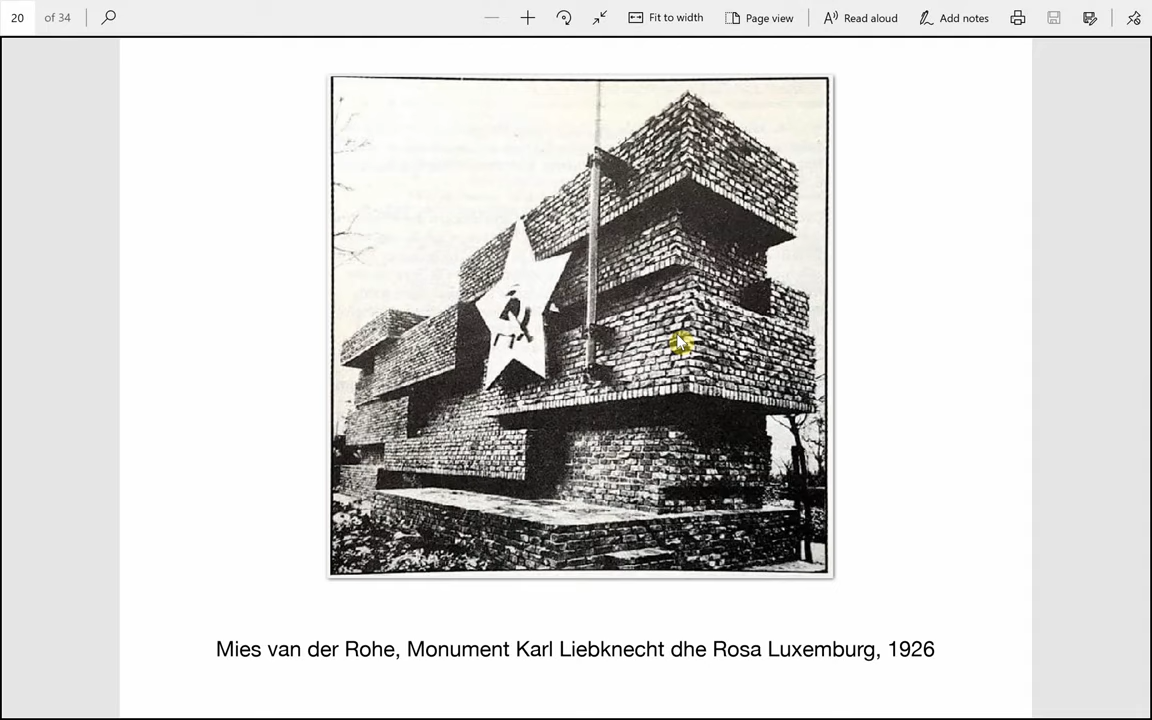 20 of 34 Fit to width Page view Read aloud Add notes
Mies van der Rohe, Monument Karl Liebknecht dhe Rosa Luxemburg, 1926